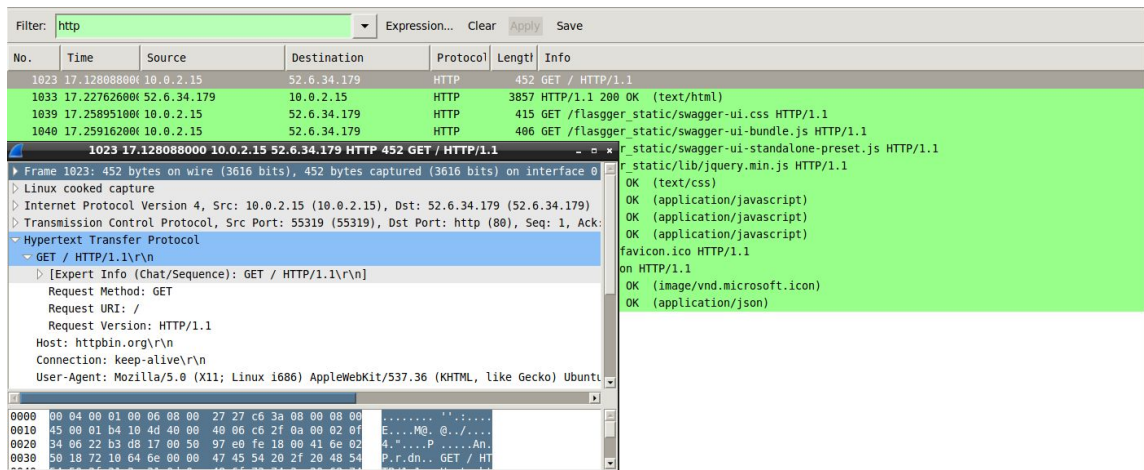 Filter: http Expression... Clear Apply Save
No. Time Source Destination Protocol Length Info
1023 17.128088000 10.0.2.15 52.6.34.179 HTTP 452 GET / HTTP/1.1
1033 17.227626000 52.6.34.179 10.0.2.15 HTTP 3857 HTTP/1.1 200 OK (text/html)
1039 17.258951000 10.0.2.15 52.6.34.179 HTTP 415 GET /flasgger_static/swagger-ui.css HTTP/1.1
1040 17.259162000 10.0.2.15 52.6.34.179 HTTP 406 GET /flasgger_static/swagger-ui-bundle.js HTTP/1.1
r_static/swagger-ui-standalone-preset.js HTTP/1.1
r_static/lib/jquery.min.js HTTP/1.1
OK (text/css)
OK (application/javascript)
OK (application/javascript)
OK (application/javascript)
favicon.ico HTTP/1.1
on HTTP/1.1
OK (image/vnd.microsoft.icon)
OK (application/json)
1023 17.128088000 10.0.2.15 52.6.34.179 HTTP 452 GET / HTTP/1.1
Frame 1023: 452 bytes on wire (3616 bits), 452 bytes captured (3616 bits) on interface 0
Linux cooked capture
Internet Protocol Version 4, Src: 10.0.2.15 (10.0.2.15), Dst: 52.6.34.179 (52.6.34.179)
Transmission Control Protocol, Src Port: 55319 (55319), Dst Port: http (80), Seq: 1, Ack:
Hypertext Transfer Protocol
GET / HTTP/1.1\r\n
[Expert Info (Chat/Sequence): GET / HTTP/1.1\r\n]
Request Method: GET
Request URI: /
Request Version: HTTP/1.1
Host: httpbin.org\r\n
Connection: keep-alive\r\n
User-Agent: Mozilla/5.0 (X11; Linux i686) AppleWebKit/537.36 (KHTML, like Gecko) Ubuntu
0000 00 04 00 01 00 06 08 00 27 27 c6 3a 08 00 08 00 ........ ''.:....
0010 45 00 01 b4 10 4d 40 00 40 06 c6 2f 0a 00 02 0f E....M@. @../....
0020 34 06 22 b3 d8 17 00 50 97 e0 fe 18 00 41 6e 02 4."....P .....An.
0030 50 18 72 10 64 6e 00 00 47 45 54 20 2f 20 48 54 P.r.dn.. GET / HT